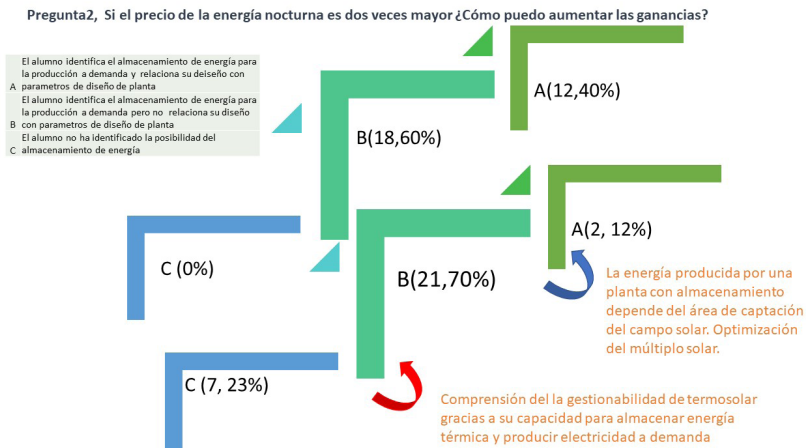 Pregunta2, Si el precio de la energía nocturna es dos veces mayor ¿Cómo puedo aumentar las ganancias?
El alumno identifica el almacenamiento de energía para
la producción a demanda y relaciona su deiseño con
A parametros de diseño de planta
El alumno identifica el almacenamiento de energía para
la producción a demanda pero no relaciona su diseño
B con parametros de diseño de planta
El alumno no ha identificado la posibilidad del
C almacenamiento de energía
A(12,40%)
B(18,60%)
C (0%)
A(2, 12%)
B(21,70%)
C (7, 23%)
La energía producida por una
planta con almacenamiento
depende del área de captación
del campo solar. Optimización
del múltiplo solar.
Comprensión del la gestionabilidad de termosolar
gracias a su capacidad para almacenar energía
térmica y producir electricidad a demanda